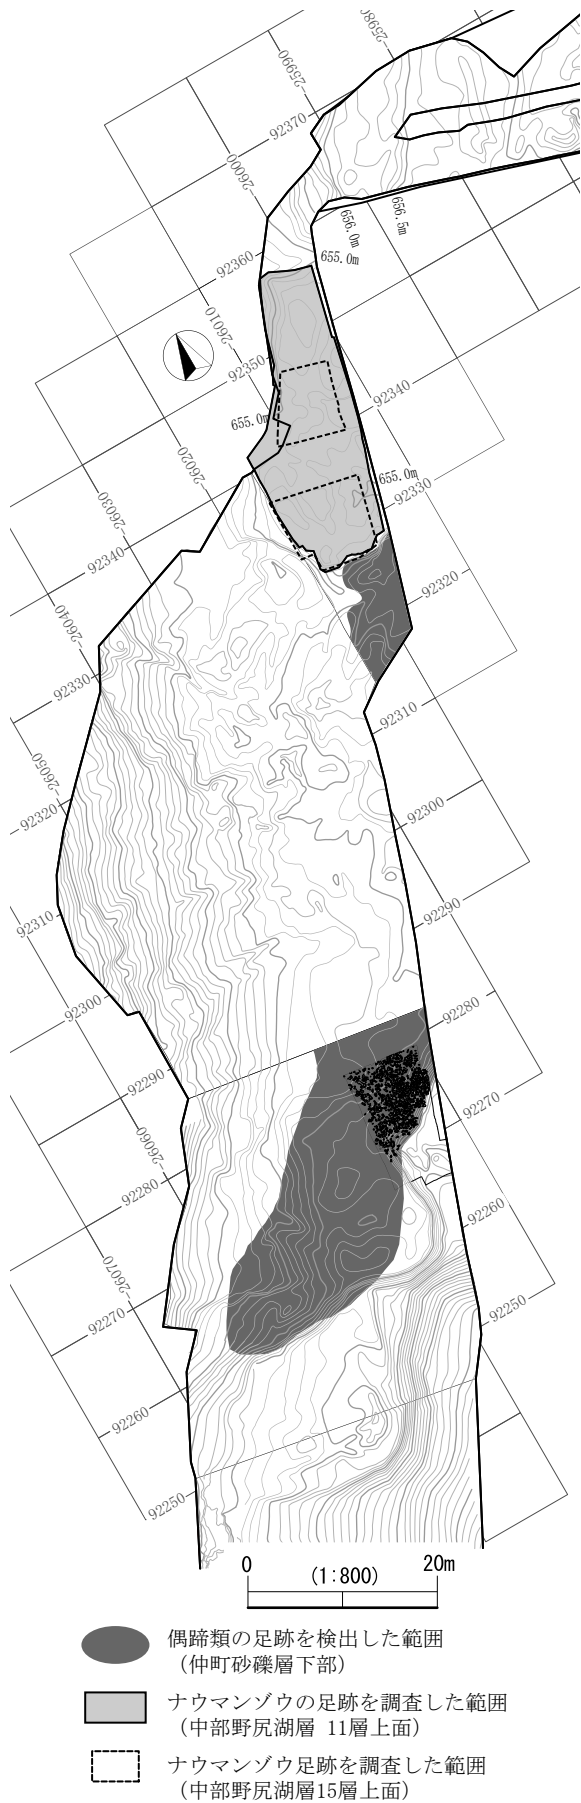 -25980
-25990
92370
-26000
656.5m
656.0m
92360
655.0m
-26010
92350
92340
655.0m
-26020
655.0m
92330
-26030
92340
92320
-26040
92330
92310
-26050
92320
92300
92310
92290
92300
92280
92290
92270
-26060
92280
92260
-26070
92270
92250
92260
92250
0
(1:800)
20m
偶蹄類の足跡を検出した範囲
（仲町砂礫層下部）
ナウマンゾウの足跡を調査した範囲
（中部野尻湖層 11層上面）
ナウマンゾウ足跡を調査した範囲
（中部野尻湖層15層上面）